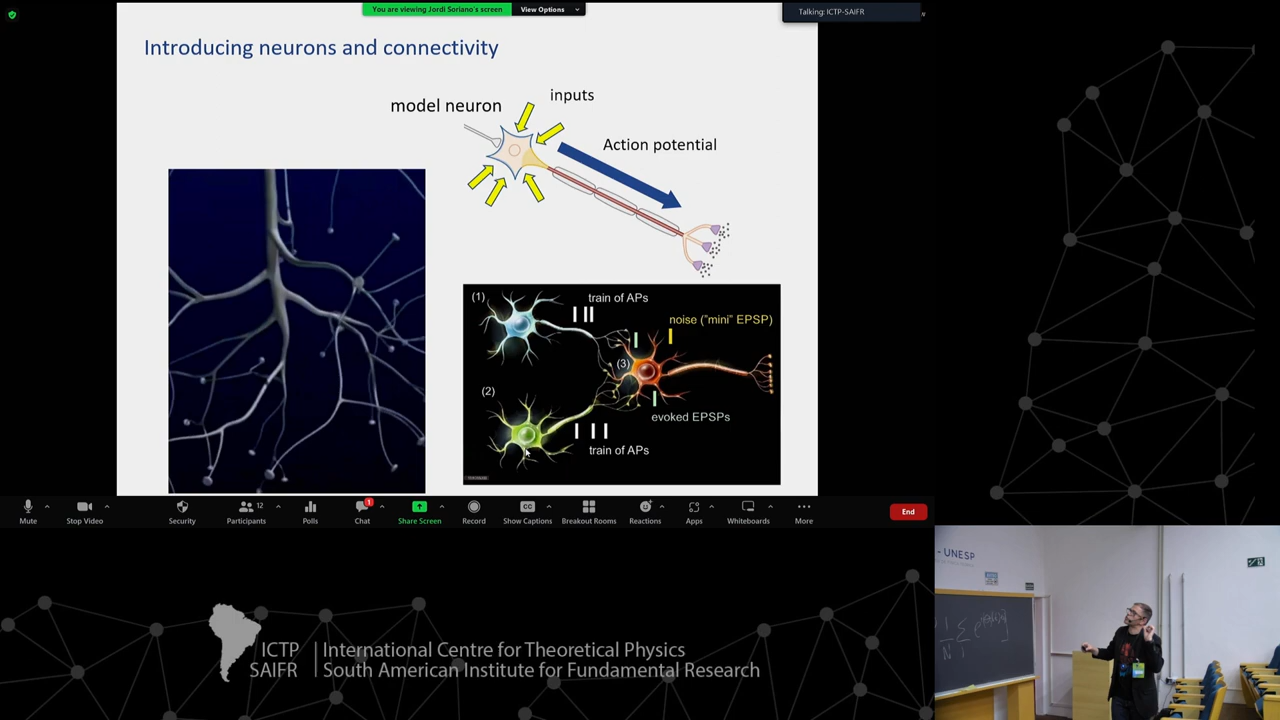 You are viewing Jordi Soriano's screen
View Options
Talking: ICTP-SAIFR
Introducing neurons and connectivity
model neuron
inputs
Action potential
(1)
train of APs
noise ("mini" EPSP)
(3)
(2)
evoked EPSPs
train of APs
Mute
Stop Video
Security
12
Participants
Polls
1
Chat
Share Screen
Record
CC
Show Captions
Breakout Rooms
Reactions
Apps
Whiteboards
More
End
- UNESP
ICTP
SAIFR
International Centre for Theoretical Physics
South American Institute for Fundamental Research